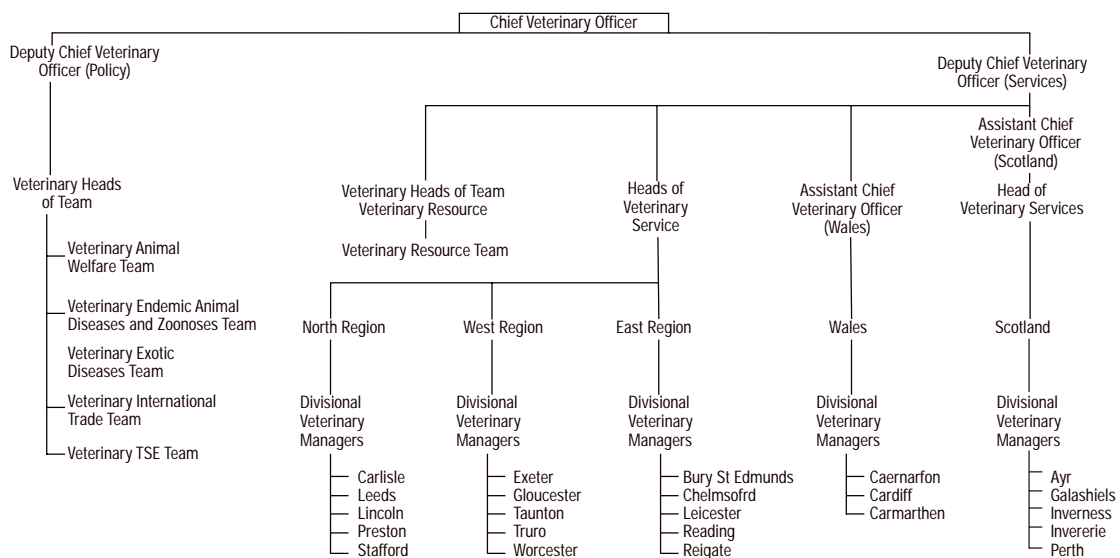 Chief Veterinary Officer
Deputy Chief Veterinary
Officer (Policy)
Deputy Chief Veterinary
Officer (Services)
Assistant Chief
Veterinary Officer
(Scotland)
Veterinary Heads
of Team
Veterinary Heads of Team
Veterinary Resource
Heads of
Veterinary
Service
Assistant Chief
Veterinary Officer
(Wales)
Head of
Veterinary Services
Veterinary Resource Team
Veterinary Animal
Welfare Team
Veterinary Endemic Animal
Diseases and Zoonoses Team
Veterinary Exotic
Diseases Team
Veterinary International
Trade Team
Veterinary TSE Team
North Region
West Region
East Region
Wales
Scotland
Divisional
Veterinary
Managers
Carlisle
Leeds
Lincoln
Preston
Stafford
Divisional
Veterinary
Managers
Exeter
Gloucester
Taunton
Truro
Worcester
Divisional
Veterinary
Managers
Bury St Edmunds
Chelmsofrd
Leicester
Reading
Reigate
Divisional
Veterinary
Managers
Caernarfon
Cardiff
Carmarthen
Divisional
Veterinary
Managers
Ayr
Galashiels
Inverness
Invererie
Perth